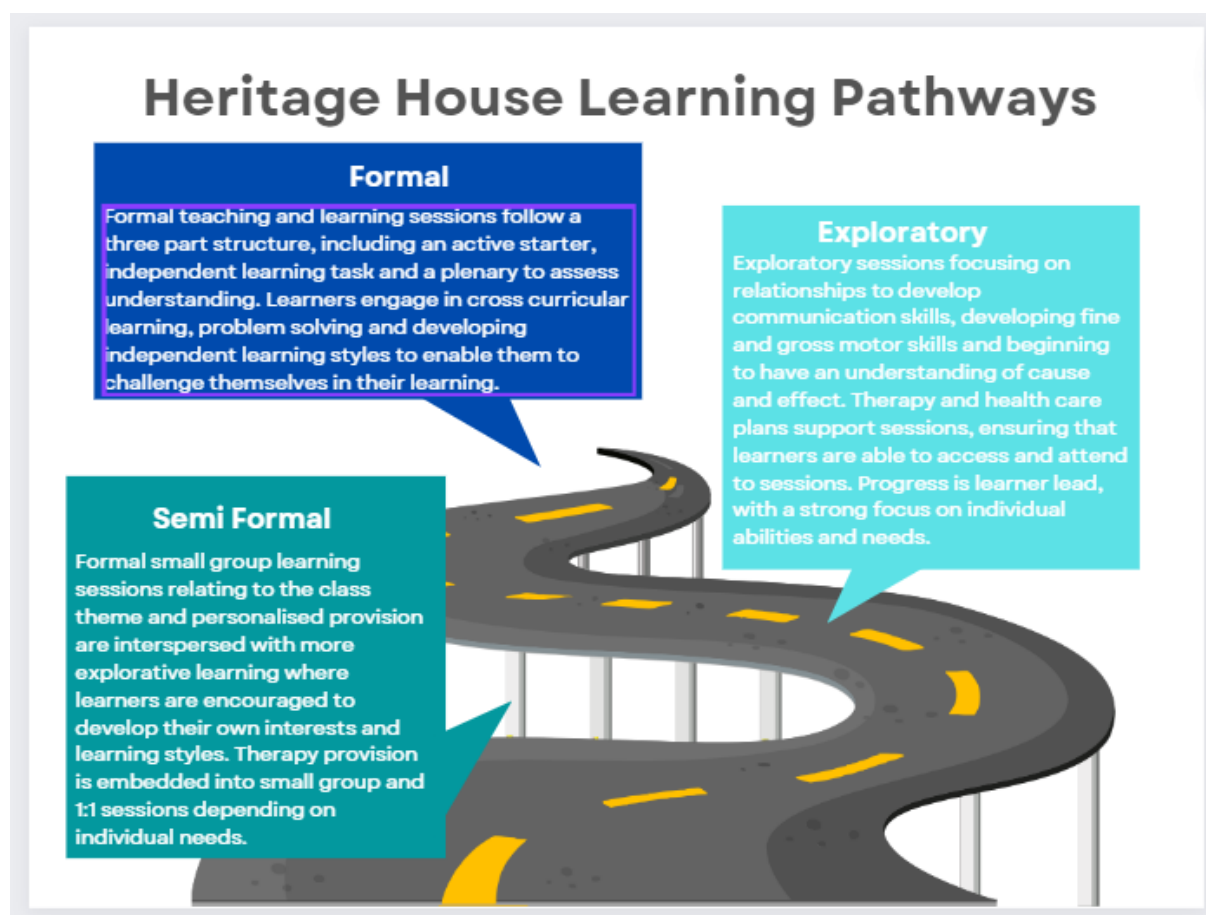 Heritage House Learning Pathways
Formal
Formal teaching and learning sessions follow a
three part structure, including an active starter,
independent learning task and a plenary to assess
understanding. Learners engage in cross curricular
learning, problem solving and developing
independent learning styles to enable them to
challenge themselves in their learning.
Exploratory
Exploratory sessions focusing on
relationships to develop
communication skills, developing fine
and gross motor skills and beginning
to have an understanding of cause
and effect. Therapy and health care
plans support sessions, ensuring that
learners are able to access and attend
to sessions. Progress is learner lead,
with a strong focus on individual
abilities and needs.
Semi Formal
Formal small group learning
sessions relating to the class
theme and personalised provision
are interspersed with more
explorative learning where
learners are encouraged to
develop their own interests and
learning styles. Therapy provision
is embedded into small group and
1:1 sessions depending on
individual needs.